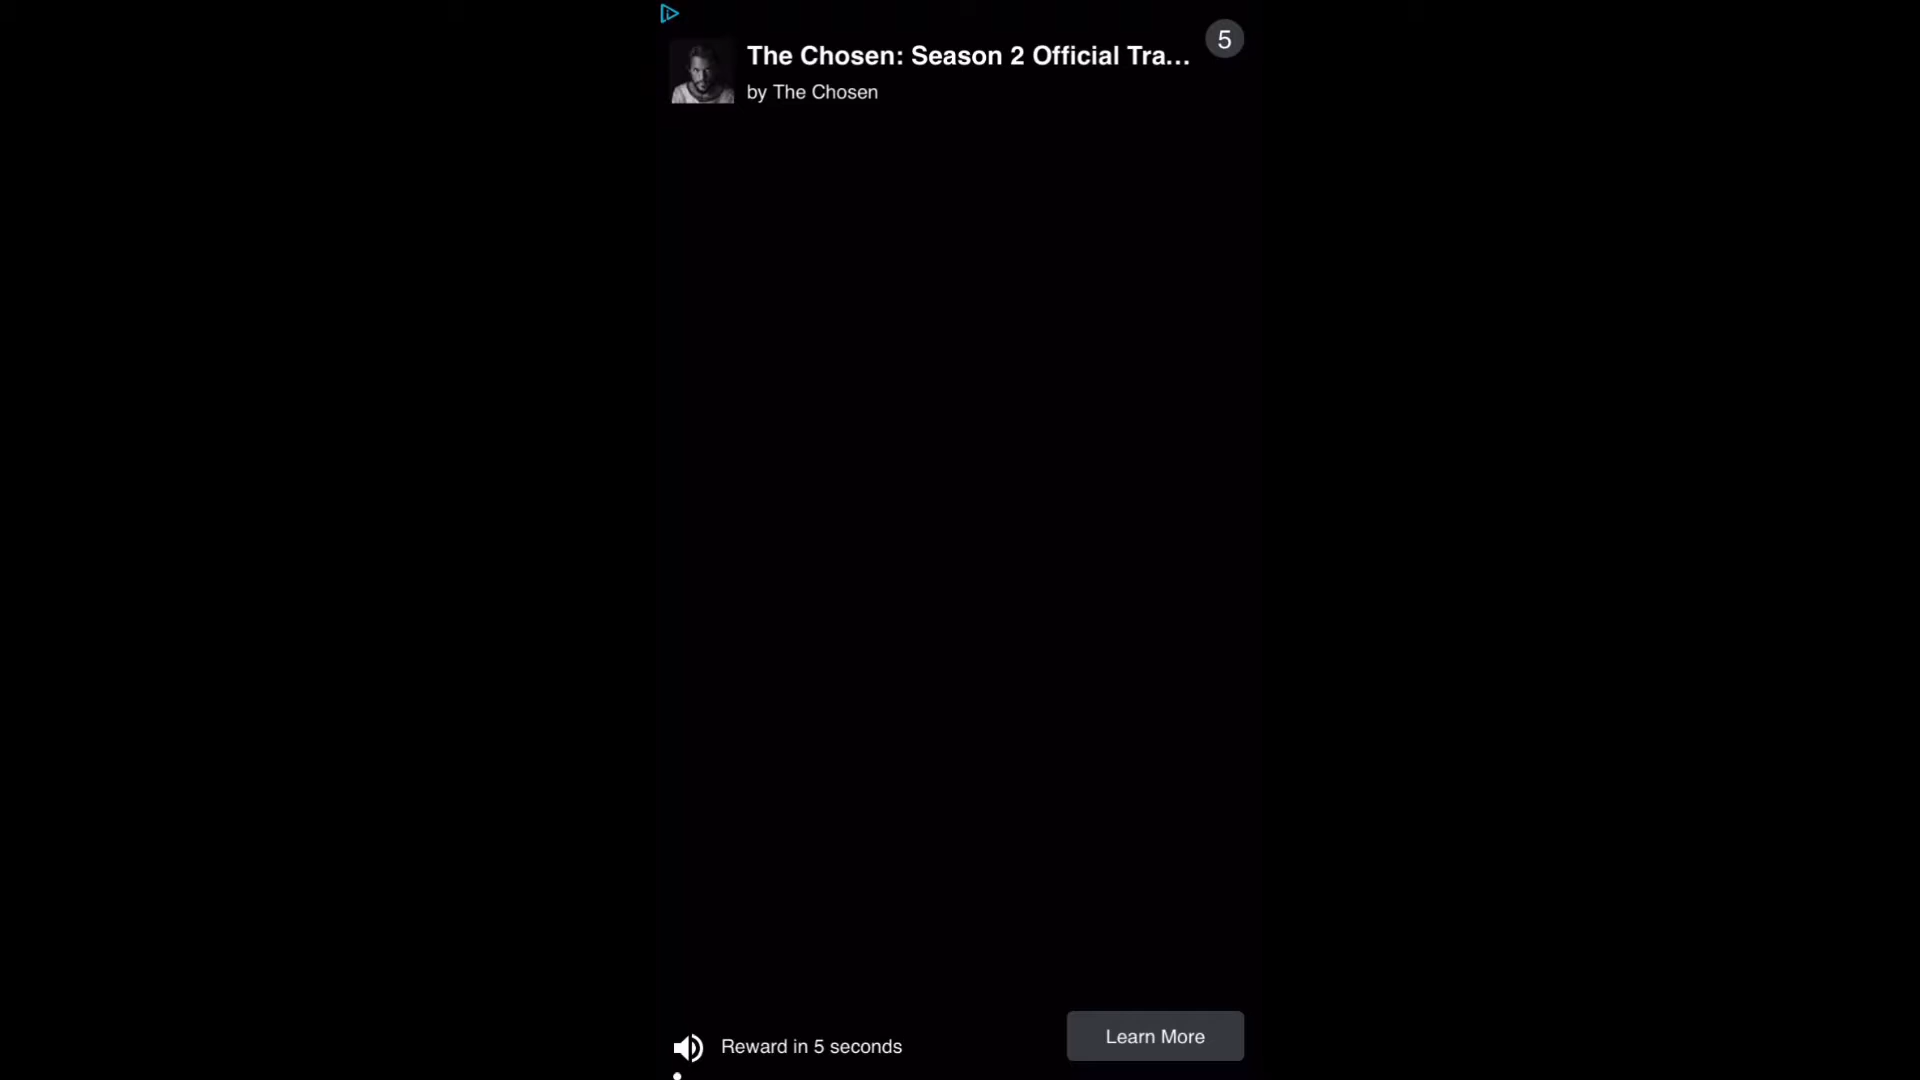 The Chosen: Season 2 Official Tra...
5
by The Chosen
Reward in 5 seconds
Learn More